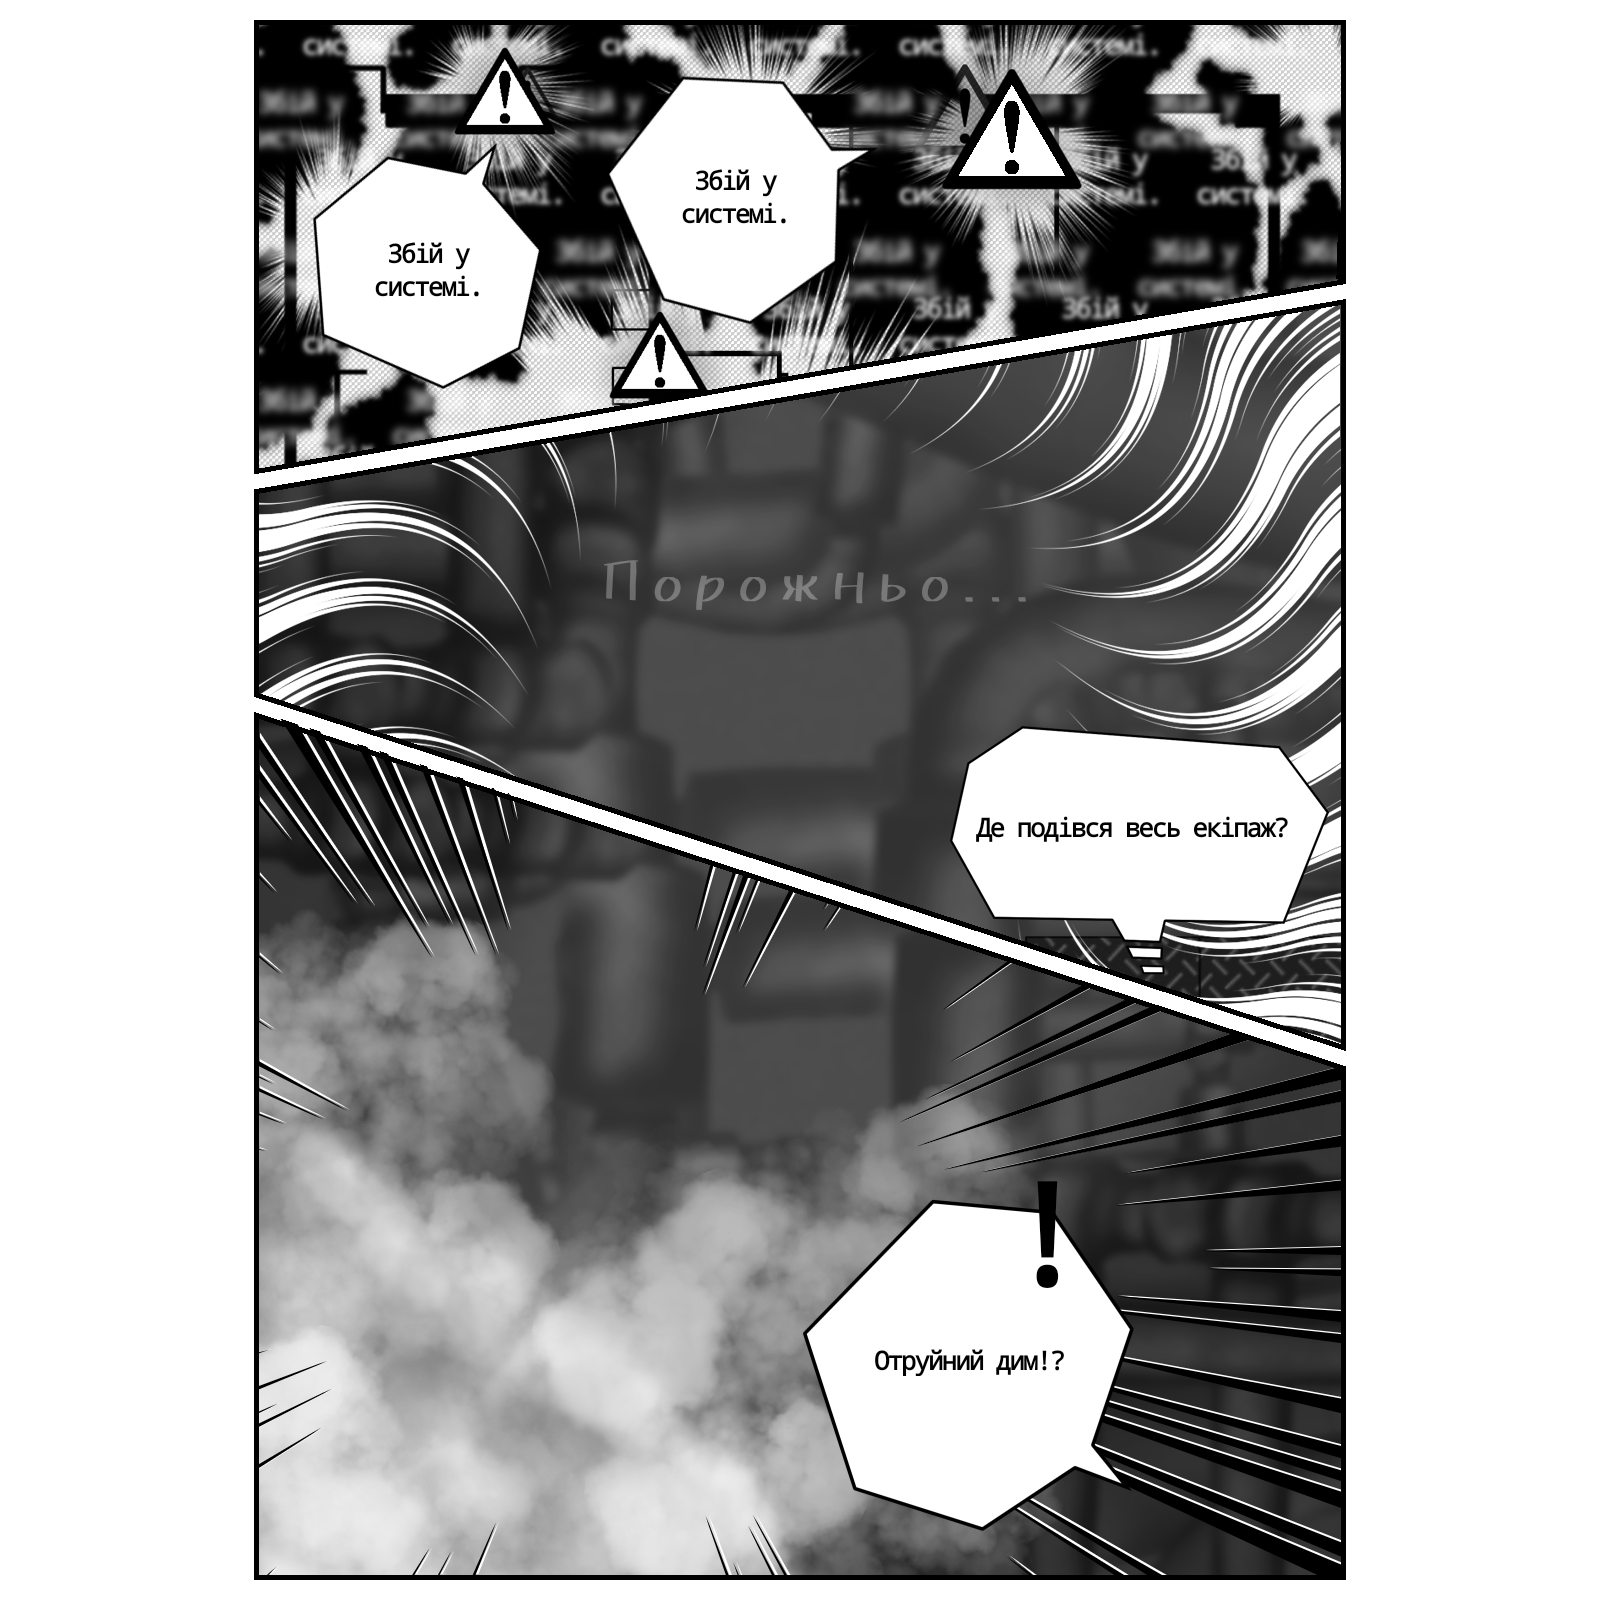 Збій у
системі.
Збій у
системі.
Порожньо...
Де подівся весь екіпаж?
!
Отруйний дим!?